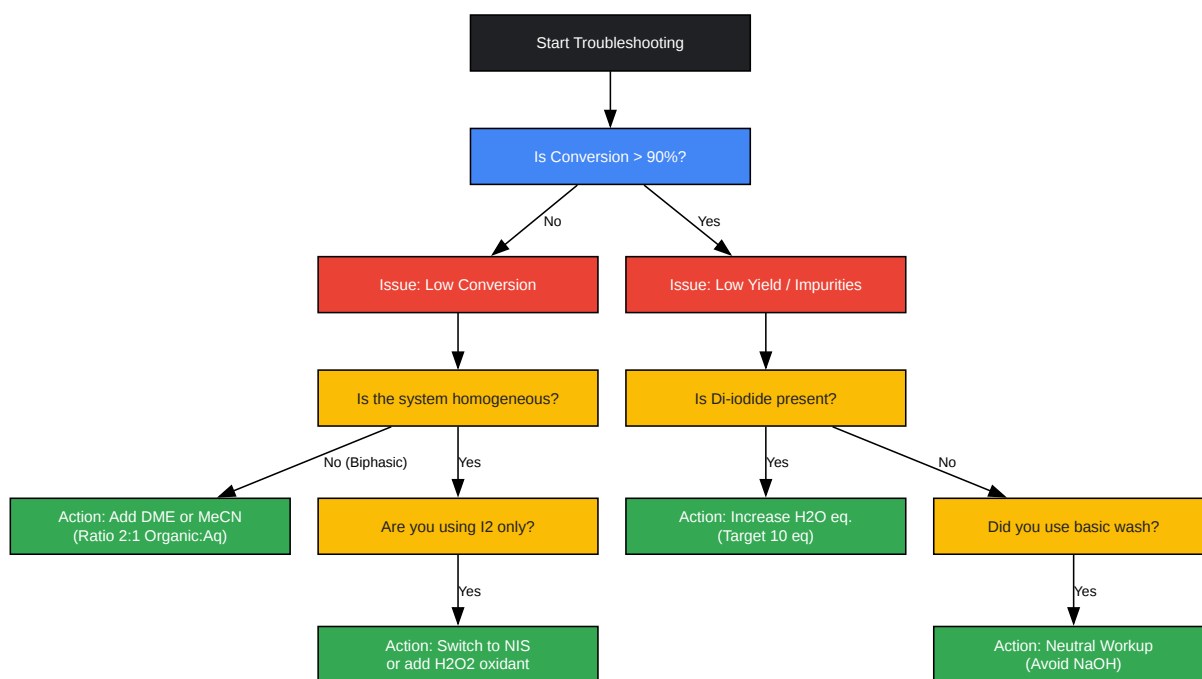 Start Troubleshooting
Is Conversion > 90%?
No
Yes
Issue: Low Conversion
Issue: Low Yield / Impurities
Is the system homogeneous?
Is Di-iodide present?
No (Biphasic)
Yes
Yes
No
Action: Add DME or MeCN
(Ratio 2:1 Organic:Aq)
Are you using I2 only?
Action: Increase H2O eq.
(Target 10 eq)
Did you use basic wash?
Yes
Yes
Action: Switch to NIS
or add H2O2 oxidant
Action: Neutral Workup
(Avoid NaOH)